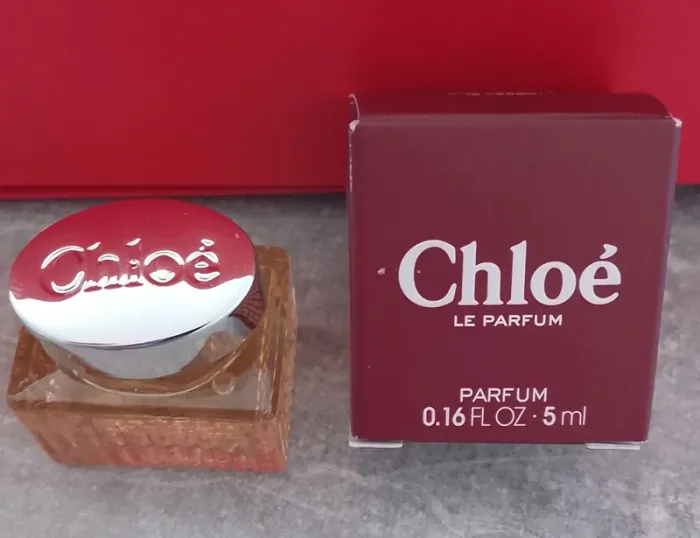 Chloé
Chloé
LE PARFUM
PARFUM
0.16 FL OZ · 5 ml